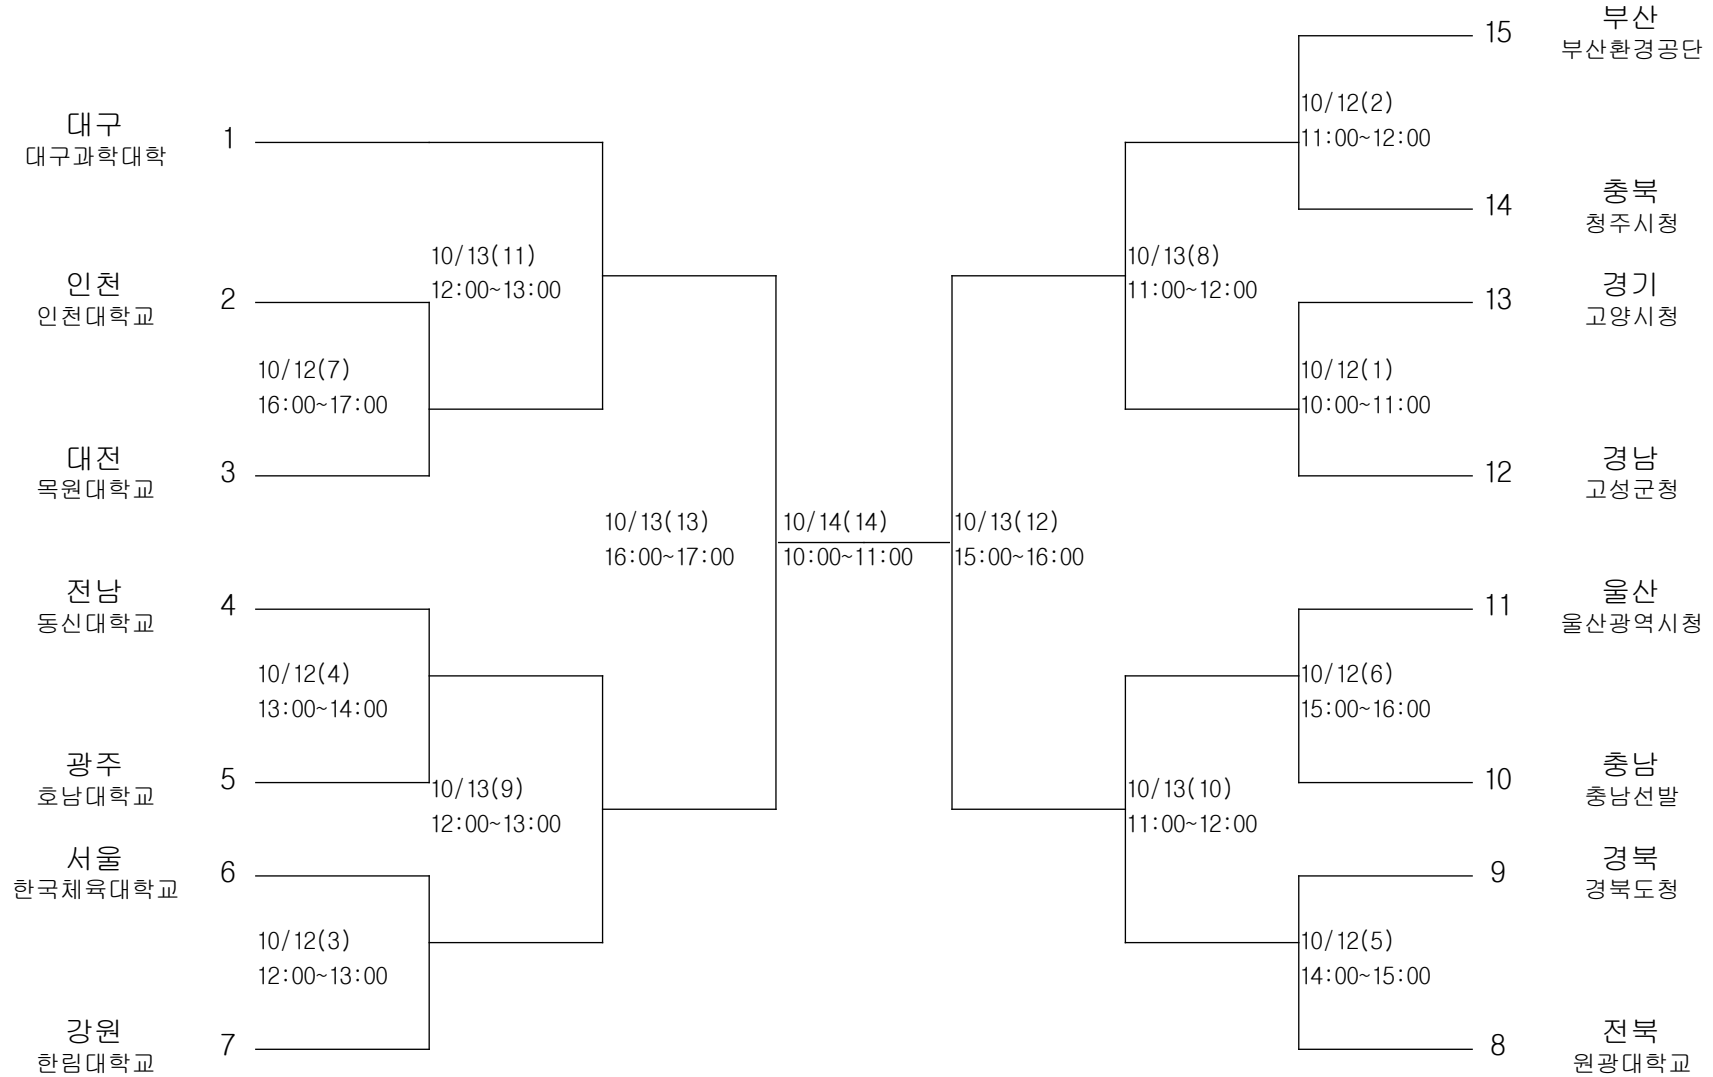 대구
대구과학대학
1
인천
인천대학교
2
10/13(11)
12:00~13:00
10/12(7)
16:00~17:00
대전
목원대학교
3
10/13(13)
16:00~17:00
전남
동신대학교
4
10/12(4)
13:00~14:00
광주
호남대학교
5
10/13(9)
12:00~13:00
서울
한국체육대학교
6
10/12(3)
12:00~13:00
강원
한림대학교
7
10/14(14)
10:00~11:00
15
부산
부산환경공단
10/12(2)
11:00~12:00
14
충북
청주시청
10/13(8)
11:00~12:00
13
경기
고양시청
10/12(1)
10:00~11:00
12
경남
고성군청
10/13(12)
15:00~16:00
11
울산
울산광역시청
10/12(6)
15:00~16:00
10
충남
충남선발
10/13(10)
11:00~12:00
9
경북
경북도청
10/12(5)
14:00~15:00
8
전북
원광대학교